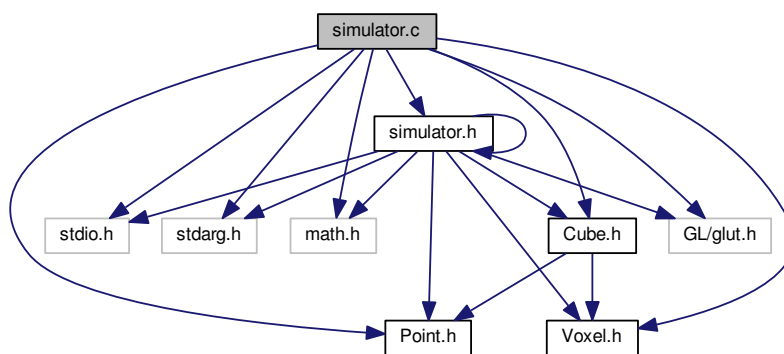 simulator.c
simulator.h
stdio.h
stdarg.h
math.h
Cube.h
GL/glut.h
Point.h
Voxel.h